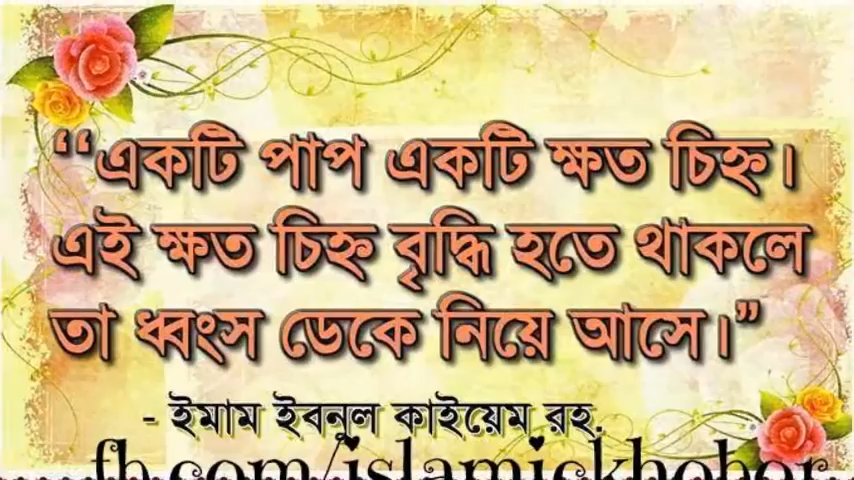 “একটি পাপ একটি ক্ষত চিহ্ন।
এই ক্ষত চিহ্ন বৃদ্ধি হতে থাকলে
তা ধ্বংস ডেকে নিয়ে আসে।”
- ইমাম ইবনুল কাইয়েম রহ.
fb.com/islamickhobor